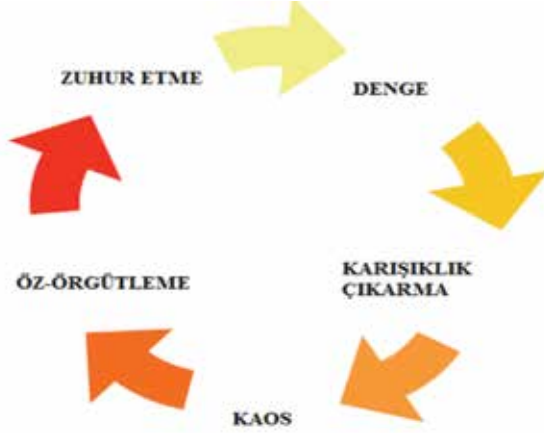 ZUHUR ETME
DENGE
KARIŞIKLIK
ÇIKARMA
ÖZ-ÖRGÜTLEME
KAOS